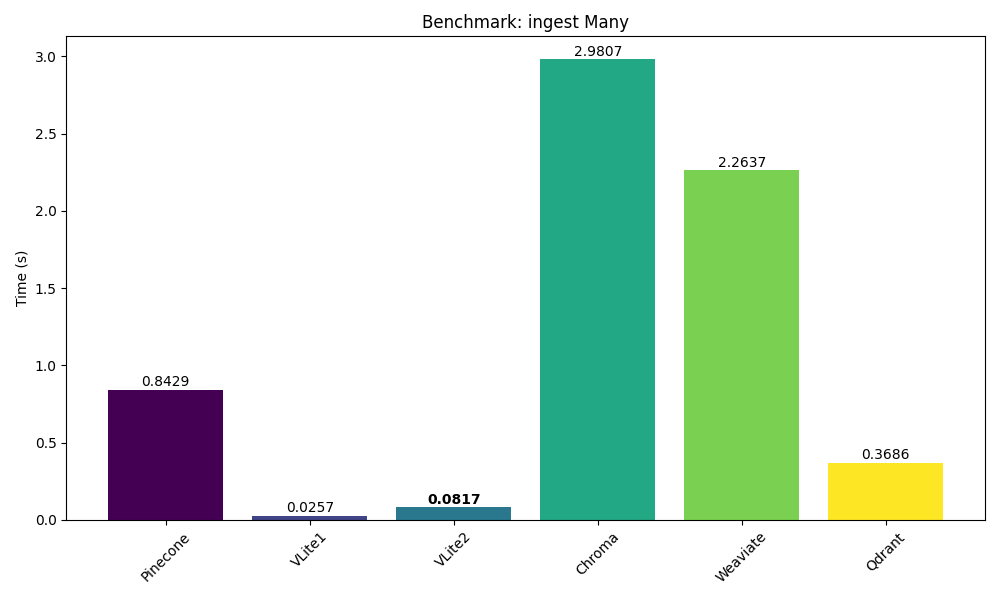 Benchmark: ingest Many
Time (s)
3.0
2.5
2.0
1.5
1.0
0.5
0.0
0.8429
0.0257
0.0817
2.9807
2.2637
0.3686
Pinecone
VLite1
VLite2
Chroma
Weaviate
Qdrant